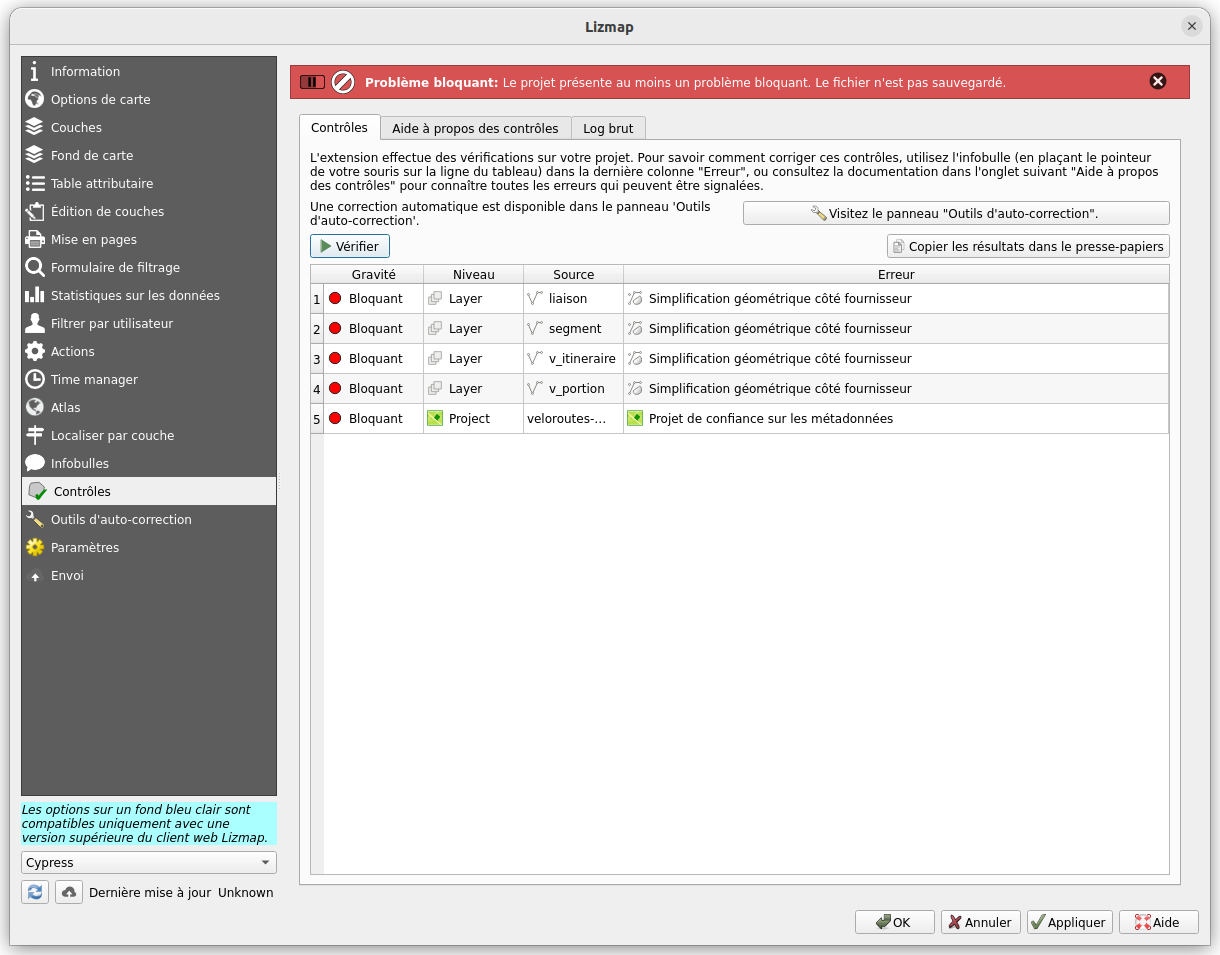 Lizmap
Information
Options de carte
Couches
Fond de carte
Table attributaire
Édition de couches
Mise en pages
Formulaire de filtrage
Statistiques sur les données
Filtrer par utilisateur
Actions
Time manager
Atlas
Localiser par couche
Infobulles
Contrôles
Outils d'auto-correction
Paramètres
Envoi
Les options sur un fond bleu clair sont
compatibles uniquement avec une
version supérieure du client web Lizmap.
Cypress
Dernière mise à jour Unknown
Problème bloquant: Le projet présente au moins un problème bloquant. Le fichier n'est pas sauvegardé.
Contrôles Aide à propos des contrôles Log brut
L'extension effectue des vérifications sur votre projet. Pour savoir comment corriger ces contrôles, utilisez l'infobulle (en plaçant le pointeur
de votre souris sur la ligne du tableau) dans la dernière colonne "Erreur", ou consultez la documentation dans l'onglet suivant "Aide à propos
des contrôles" pour connaître toutes les erreurs qui peuvent être signalées.
Une correction automatique est disponible dans le panneau 'Outils
d'auto-correction'.
Visitez le panneau "Outils d'auto-correction".
Vérifier
Copier les résultats dans le presse-papiers
Gravité Niveau Source Erreur
1 Bloquant Layer liaison Simplification géométrique côté fournisseur
2 Bloquant Layer segment Simplification géométrique côté fournisseur
3 Bloquant Layer v_itineraire Simplification géométrique côté fournisseur
4 Bloquant Layer v_portion Simplification géométrique côté fournisseur
5 Bloquant Project veloroutes-... Projet de confiance sur les métadonnées
OK Annuler Appliquer Aide